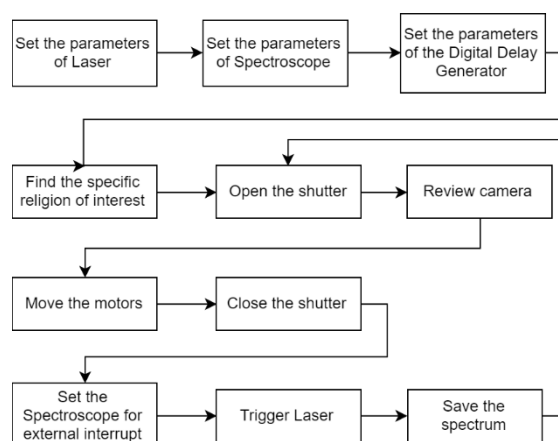 Set the parameters
of Laser
Set the parameters
of Spectroscope
Set the parameters
of the Digital Delay
Generator
Find the specific
religion of interest
Open the shutter
Review camera
Move the motors
Close the shutter
Set the
Spectroscope for
external interrupt
Trigger Laser
Save the
spectrum